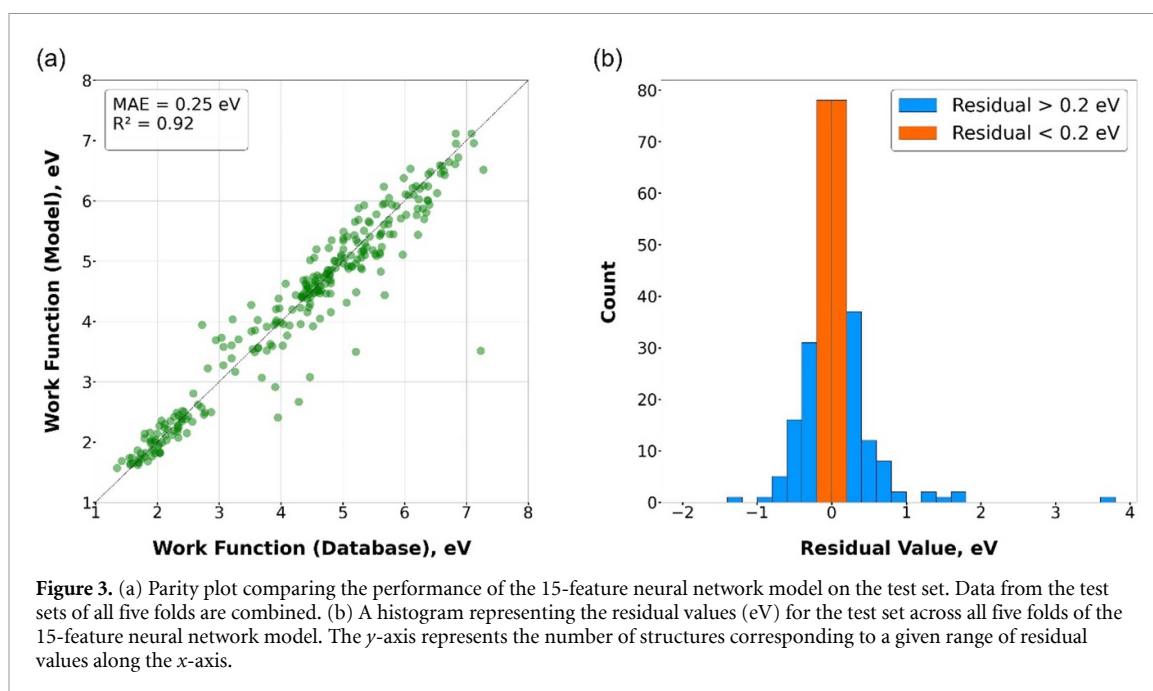 (a)
8
7
6
5
4
3
2
1
Work Function (Model), eV
MAE = 0.25 eV
R² = 0.92
1 2 3 4 5 6 7 8
Work Function (Database), eV
(b)
80
70
60
50
40
30
20
10
0
Count
Residual > 0.2 eV
Residual < 0.2 eV
−2 −1 0 1 2 3 4
Residual Value, eV
Figure 3. (a) Parity plot comparing the performance of the 15-feature neural network model on the test set. Data from the test
sets of all five folds are combined. (b) A histogram representing the residual values (eV) for the test set across all five folds of the
15-feature neural network model. The y-axis represents the number of structures corresponding to a given range of residual
values along the x-axis.